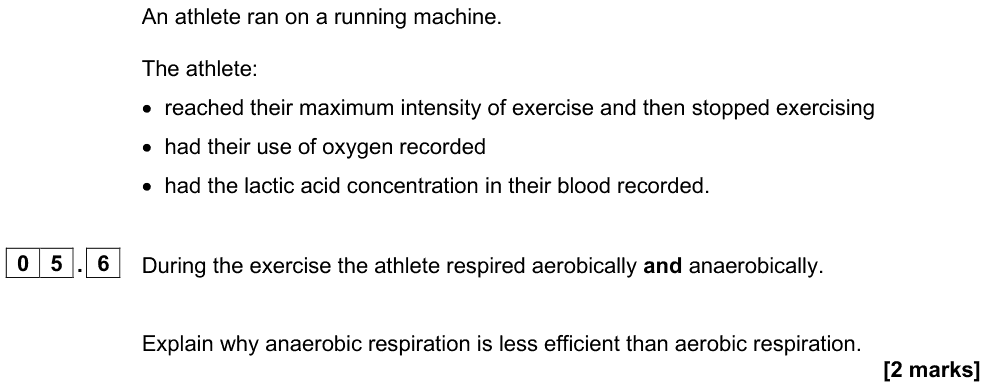 An athlete ran on a running machine.
The athlete:
• reached their maximum intensity of exercise and then stopped exercising
• had their use of oxygen recorded
• had the lactic acid concentration in their blood recorded.
0 5 . 6 During the exercise the athlete respired aerobically and anaerobically.
Explain why anaerobic respiration is less efficient than aerobic respiration.
[2 marks]